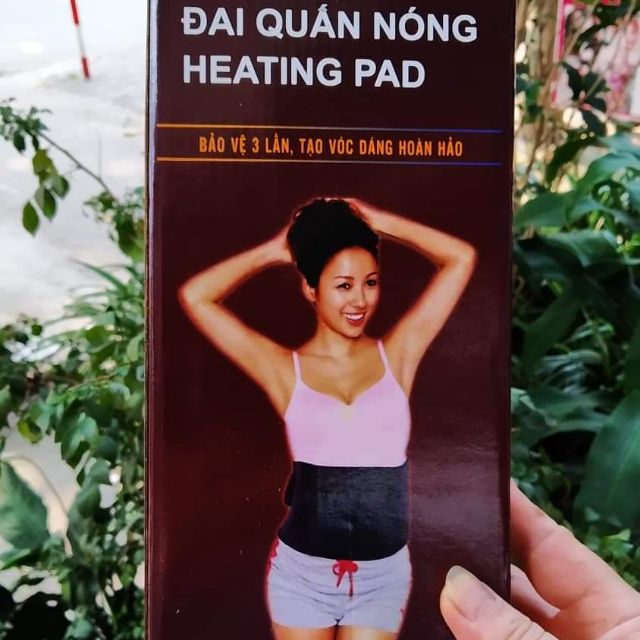 ĐAI QUẤN NÓNG
HEATING PAD
BẢO VỆ 3 LẦN, TẠO VÓC DÁNG HOÀN HẢO